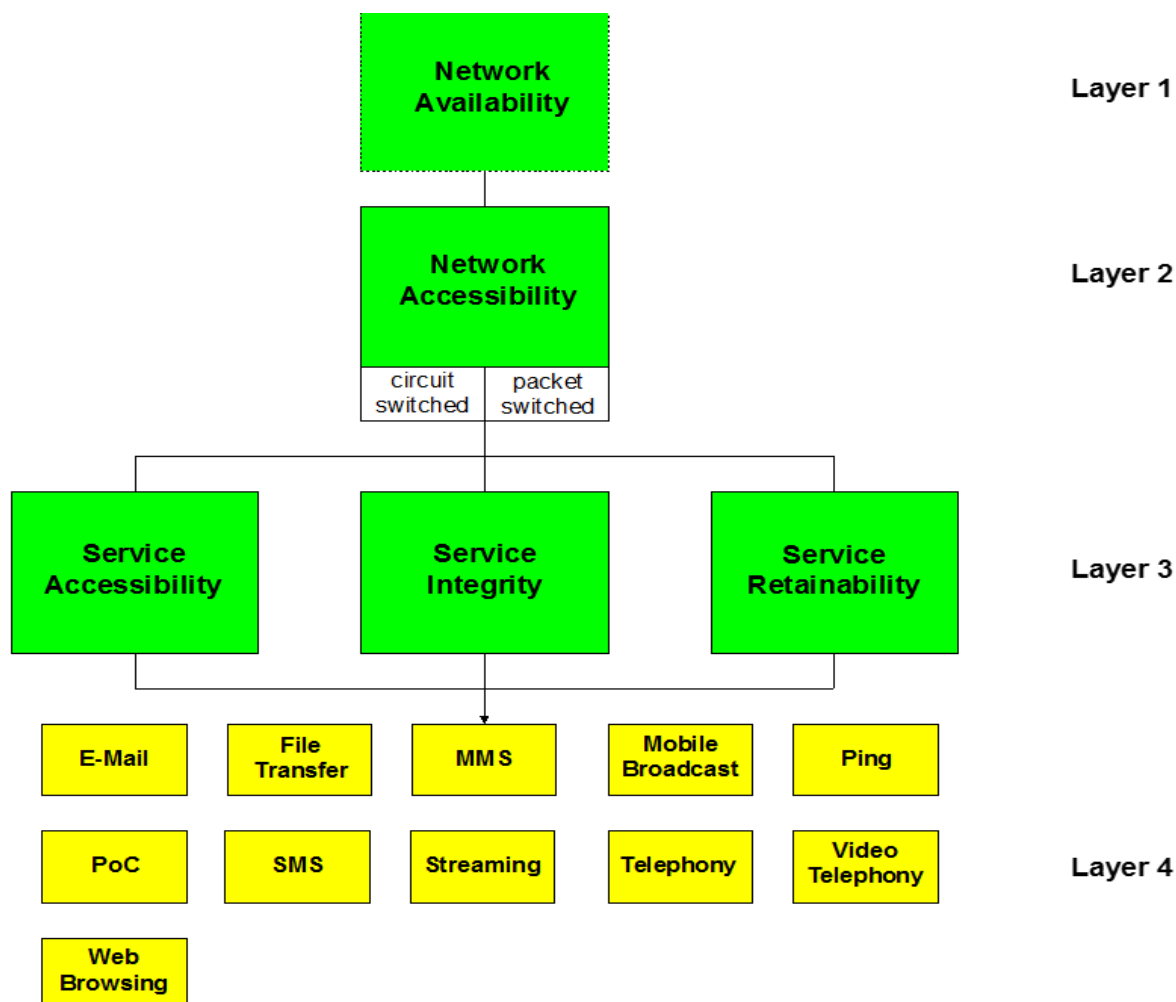 Network
Availability
Layer 1
Network
Accessibility
Layer 2
circuit
switched
packet
switched
Service
Accessibility
Service
Integrity
Service
Retainability
Layer 3
E-Mail
File
Transfer
MMS
Mobile
Broadcast
Ping
PoC
SMS
Streaming
Telephony
Video
Telephony
Layer 4
Web
Browsing